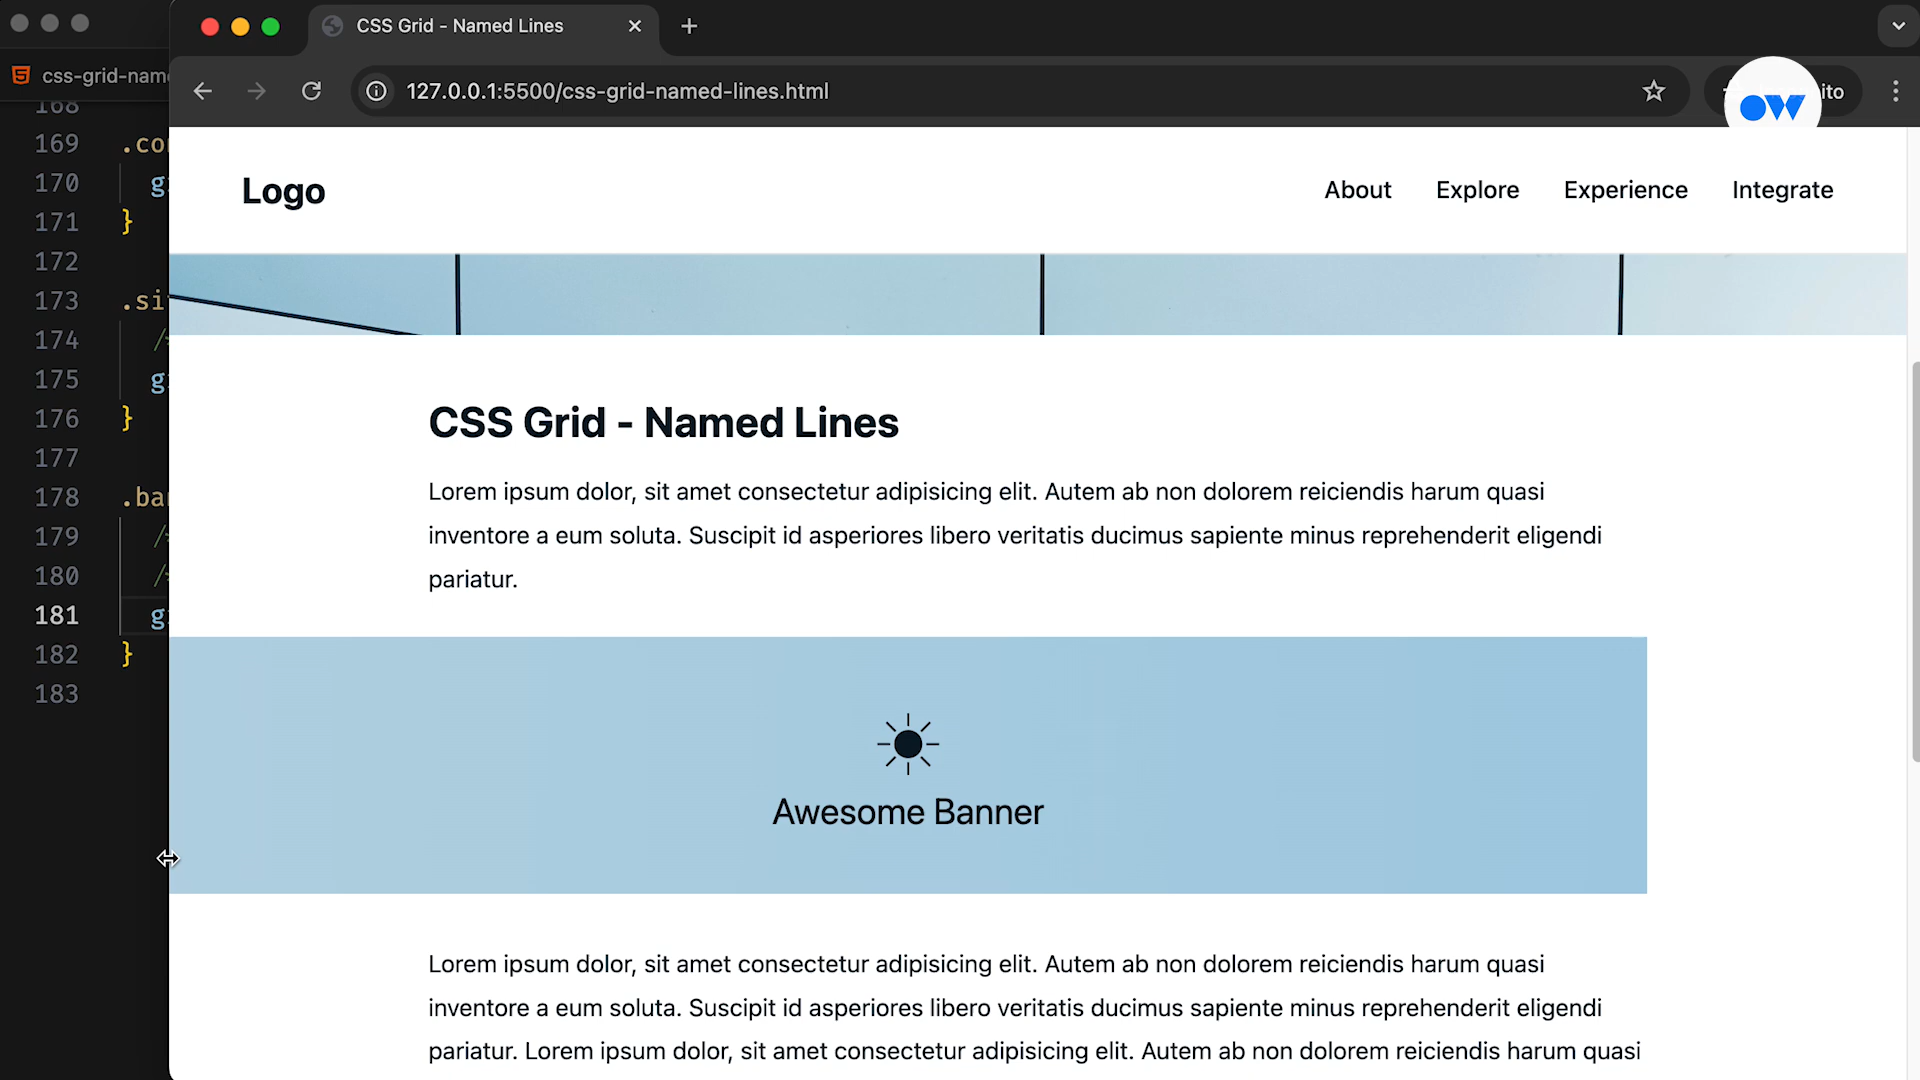 CSS Grid - Named Lines
css-grid-name
127.0.0.1:5500/css-grid-named-lines.html
ow
ito
168
169 .con
170 g
171 }
172
173 .si
174 /*
175 g
176 }
177
178 .ba
179 /*
180 /*
181 g
182 }
183
Logo
About Explore Experience Integrate
CSS Grid - Named Lines
Lorem ipsum dolor, sit amet consectetur adipisicing elit. Autem ab non dolorem reiciendis harum quasi
inventore a eum soluta. Suscipit id asperiores libero veritatis ducimus sapiente minus reprehenderit eligendi
pariatur.
Awesome Banner
Lorem ipsum dolor, sit amet consectetur adipisicing elit. Autem ab non dolorem reiciendis harum quasi
inventore a eum soluta. Suscipit id asperiores libero veritatis ducimus sapiente minus reprehenderit eligendi
pariatur. Lorem ipsum dolor, sit amet consectetur adipisicing elit. Autem ab non dolorem reiciendis harum quasi